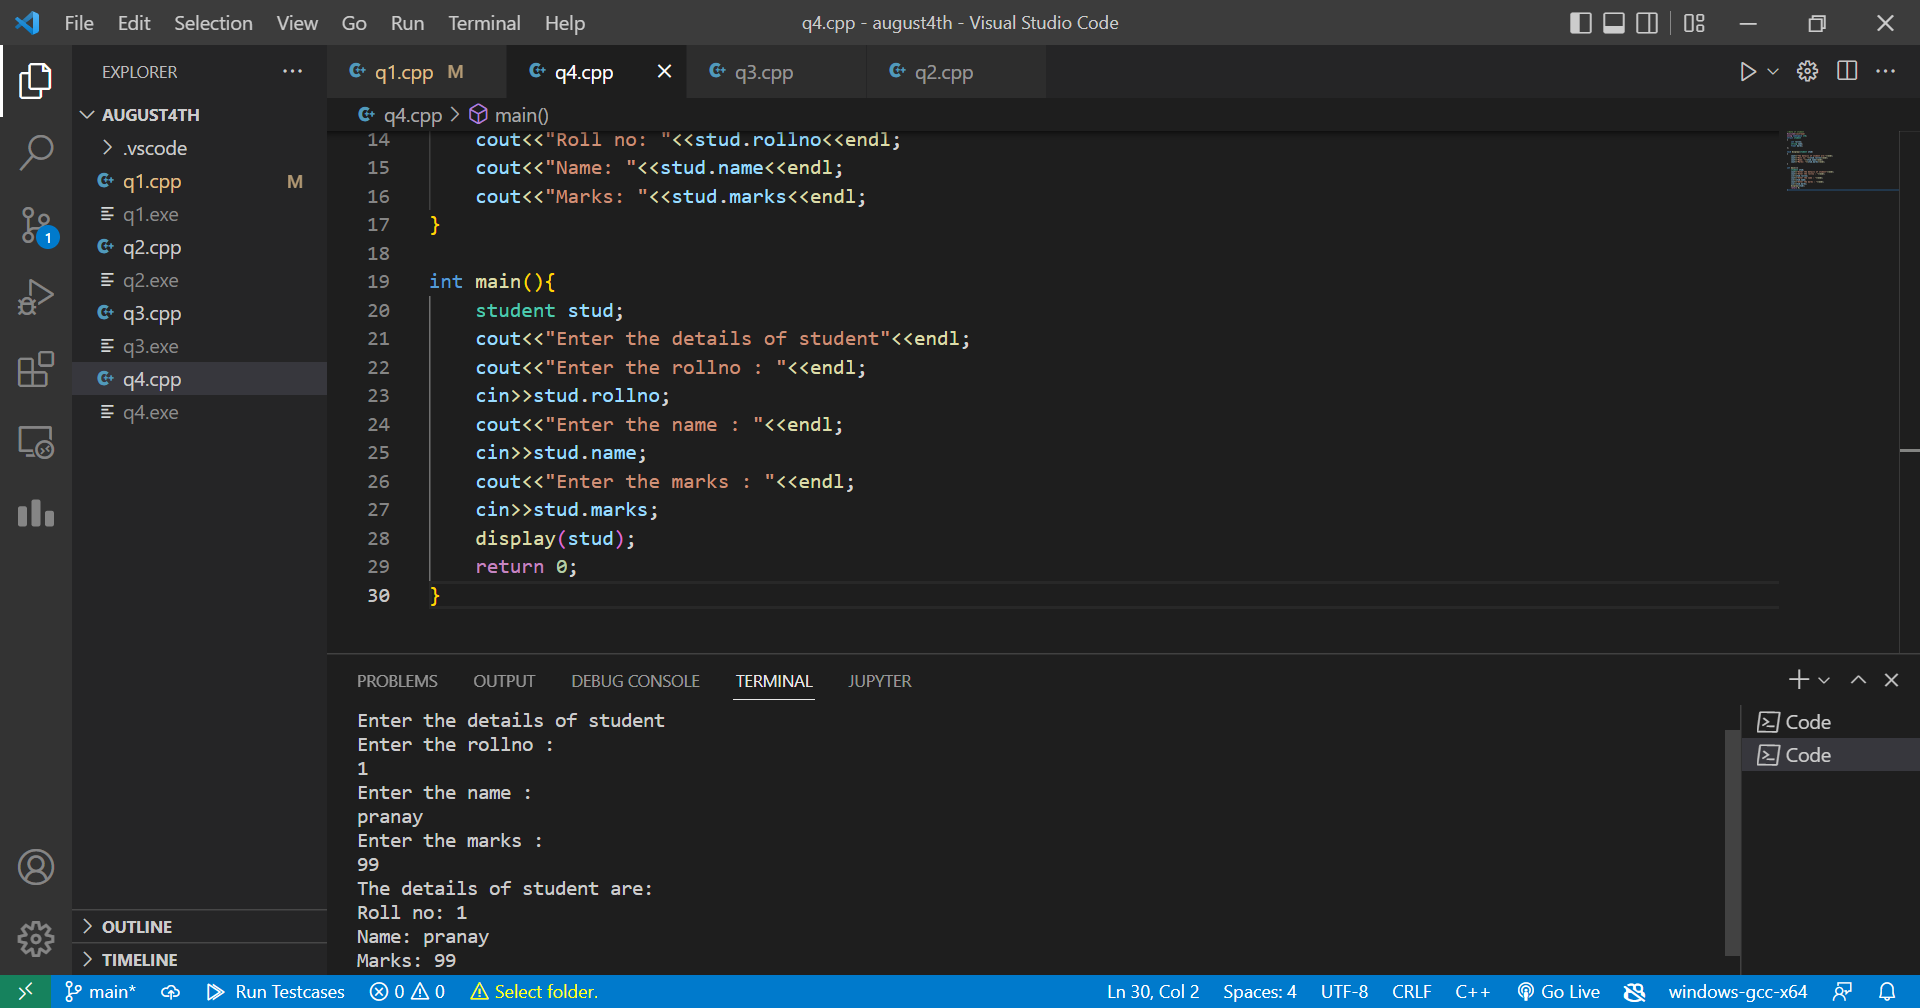 File Edit Selection View Go Run Terminal Help
q4.cpp - august4th - Visual Studio Code
EXPLORER
AUGUST4TH
.vscode
q1.cpp M
q1.exe
q2.cpp
q2.exe
q3.cpp
q3.exe
q4.cpp
q4.exe
OUTLINE
TIMELINE
1
q1.cpp M
q4.cpp
q3.cpp
q2.cpp
q4.cpp > main()
14 cout<<"Roll no: "<<stud.rollno<<endl;
15 cout<<"Name: "<<stud.name<<endl;
16 cout<<"Marks: "<<stud.marks<<endl;
17 }
18
19 int main(){
20 student stud;
21 cout<<"Enter the details of student"<<endl;
22 cout<<"Enter the rollno : "<<endl;
23 cin>>stud.rollno;
24 cout<<"Enter the name : "<<endl;
25 cin>>stud.name;
26 cout<<"Enter the marks : "<<endl;
27 cin>>stud.marks;
28 display(stud);
29 return 0;
30 }
PROBLEMS OUTPUT DEBUG CONSOLE TERMINAL JUPYTER
Enter the details of student
Enter the rollno :
1
Enter the name :
pranay
Enter the marks :
99
The details of student are:
Roll no: 1
Name: pranay
Marks: 99
Code
Code
main* Run Testcases 0 0 Select folder. Ln 30, Col 2 Spaces: 4 UTF-8 CRLF C++ Go Live windows-gcc-x64